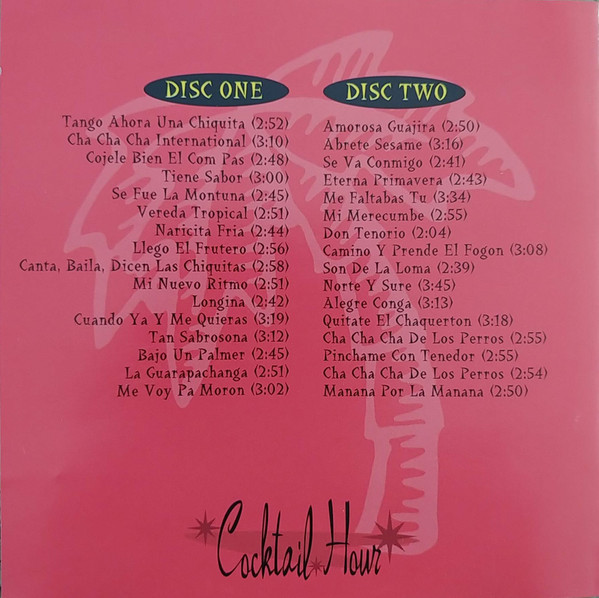 DISC ONE
Tango Ahora Una Chiquita (2:52)
Cha Cha Cha International (3:10)
Cojele Bien El Com Pas (2:48)
Tiene Sabor (3:00)
Se Fue La Montuna (2:45)
Vereda Tropical (2:51)
Naricita Fria (2:44)
Llego El Frutero (2:56)
Canta, Baila, Dicen Las Chiquitas (2:58)
Mi Nuevo Ritmo (2:51)
Longina (2:42)
Cuando Ya Y Me Quieras (3:19)
Tan Sabrosona (3:12)
Bajo Un Palmer (2:45)
La Guarapachanga (2:51)
Me Voy Pa Moron (3:02)
DISC TWO
Amorosa Guajira (2:50)
Abrete Sesame (3:16)
Se Va Conmigo (2:41)
Eterna Primavera (2:43)
Me Faltabas Tu (3:34)
Mi Merecumbe (2:55)
Don Tenorio (2:04)
Camino Y Prende El Fogon (3:08)
Son De La Loma (2:39)
Norte Y Sure (3:45)
Alegre Conga (3:13)
Quitate El Chaquerton (3:18)
Cha Cha Cha De Los Perros (2:55)
Pinchame Con Tenedor (2:55)
Cha Cha Cha De Los Perros (2:54)
Manana Por La Manana (2:50)
Cocktail Hour